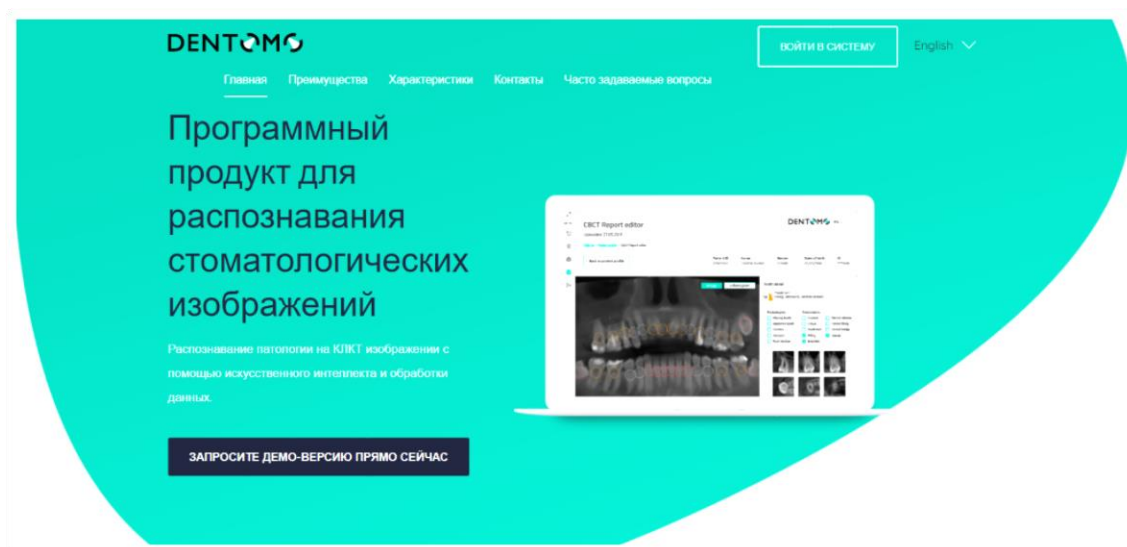 DENTOMO
ВОЙТИ В СИСТЕМУ
English
Главная Преимущества Характеристики Контакты Часто задаваемые вопросы
Программный
продукт для
распознавания
стоматологических
изображений
Распознавание патологии на КЛКТ изображении с
помощью искусственного интеллекта и обработки
данных.
ЗАПРОСИТЕ ДЕМО-ВЕРСИЮ ПРЯМО СЕЙЧАС
CBCT Report editor
DENTOMO